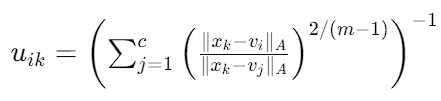 u_{ik} = \left( \sum_{j=1}^{c} \left( \frac{\|x_k - v_i\|_A}{\|x_k - v_j\|_A} \right)^{2/(m-1)} \right)^{-1}